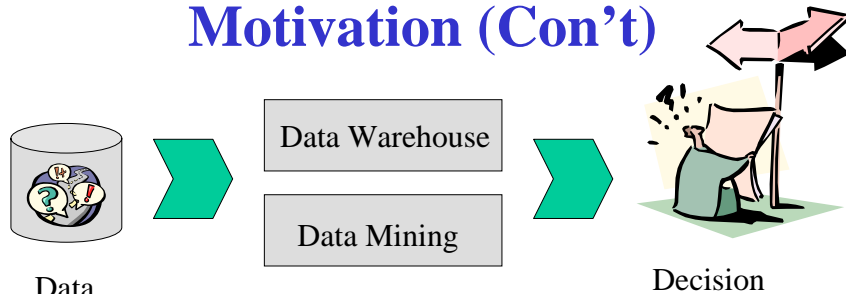 Motivation (Con’t)
Data Warehouse
Data Mining
Data
Decision